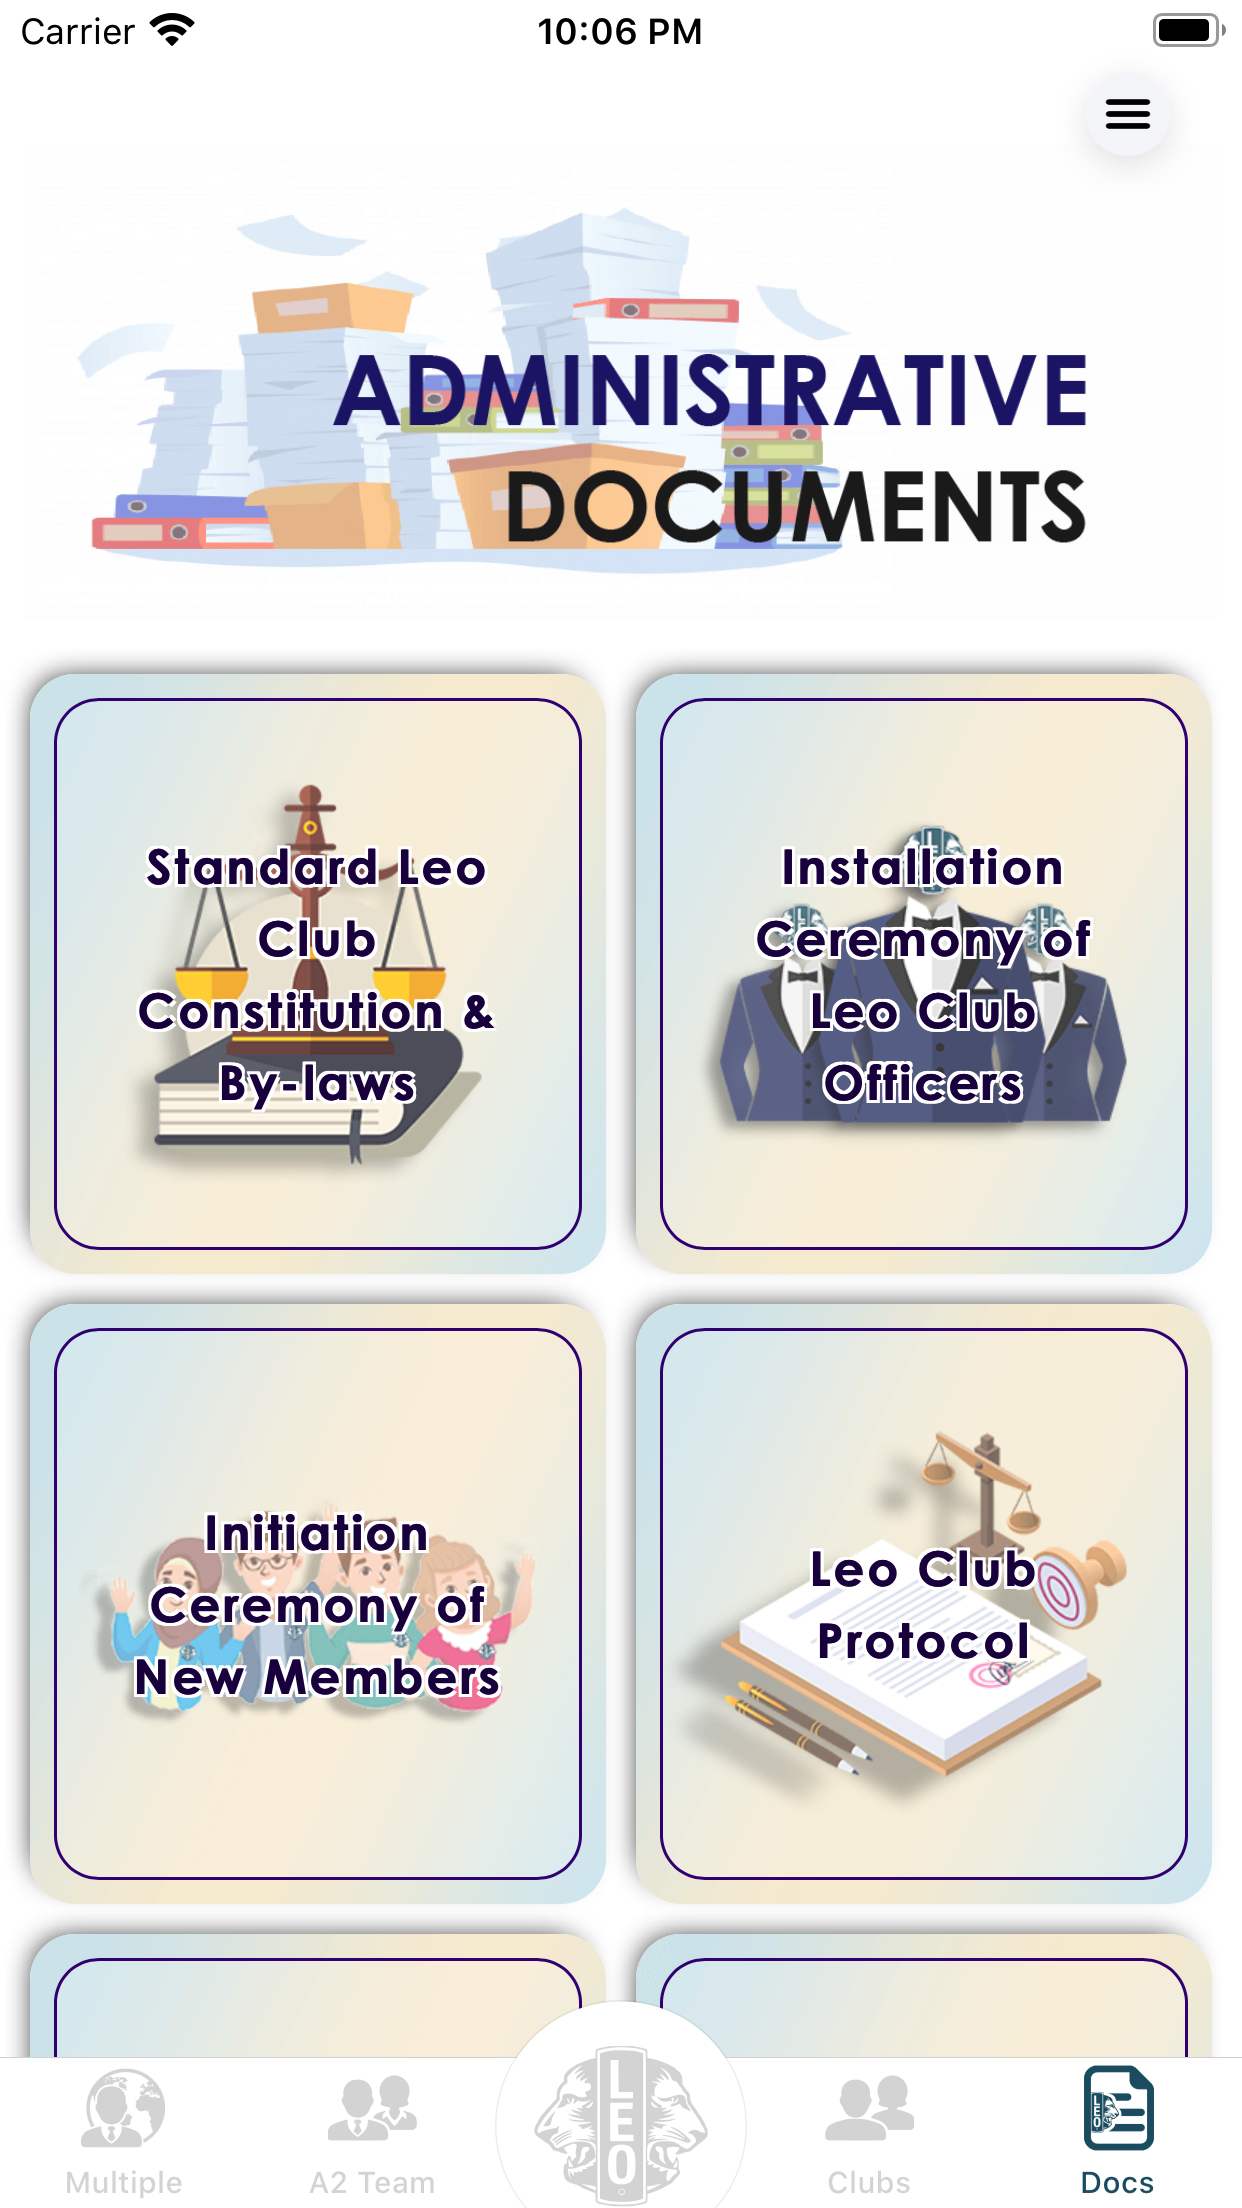 Carrier
10:06 PM
ADMINISTRATIVE
DOCUMENTS
Standard Leo
Club
Constitution &
By-laws
Installation
Ceremony of
Leo Club
Officers
Initiation
Ceremony of
New Members
Leo Club
Protocol
LEO
LEO
Multiple
A2 Team
Clubs
Docs